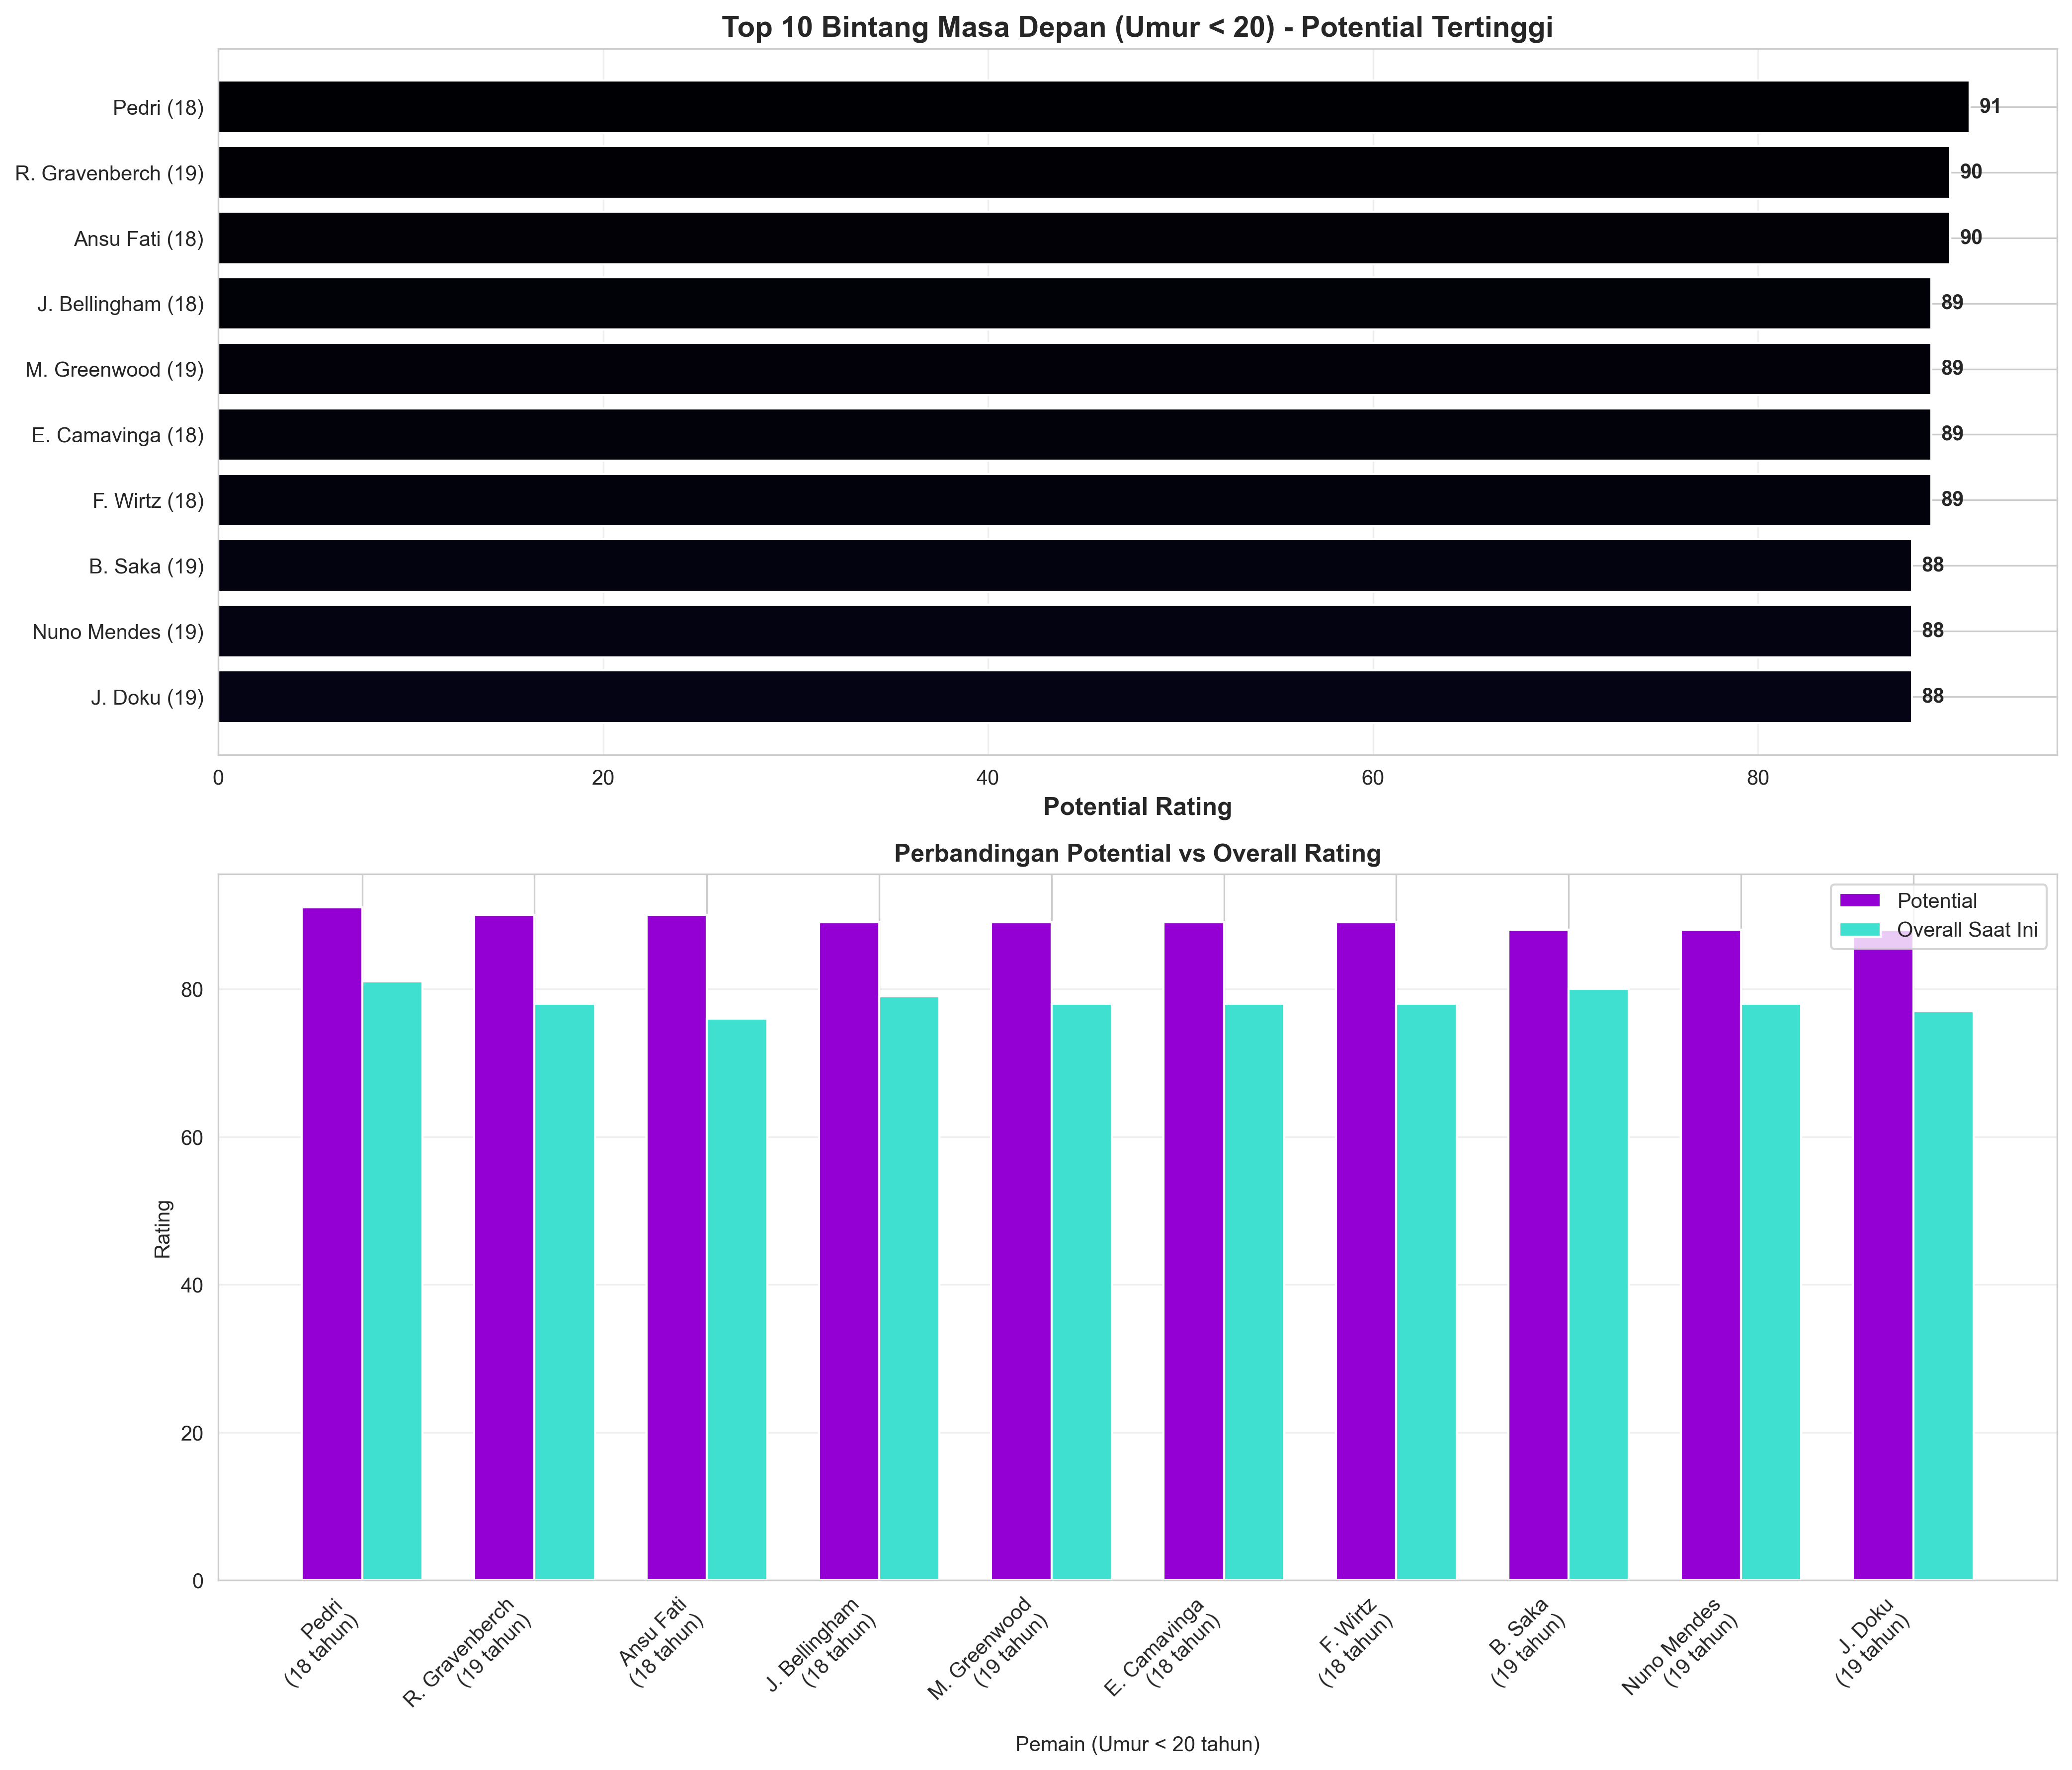 Top 10 Bintang Masa Depan (Umur < 20) - Potential Tertinggi
Pedri (18)
91
R. Gravenberch (19)
90
Ansu Fati (18)
90
J. Bellingham (18)
89
M. Greenwood (19)
89
E. Camavinga (18)
89
F. Wirtz (18)
89
B. Saka (19)
88
Nuno Mendes (19)
88
J. Doku (19)
88
0
20
40
60
80
Potential Rating
Perbandingan Potential vs Overall Rating
Potential
Overall Saat Ini
Rating
80
60
40
20
0
Pedri
(18 tahun)
R. Gravenberch
(19 tahun)
Ansu Fati
(18 tahun)
J. Bellingham
(18 tahun)
M. Greenwood
(19 tahun)
E. Camavinga
(18 tahun)
F. Wirtz
(18 tahun)
B. Saka
(19 tahun)
Nuno Mendes
(19 tahun)
J. Doku
(19 tahun)
Pemain (Umur < 20 tahun)